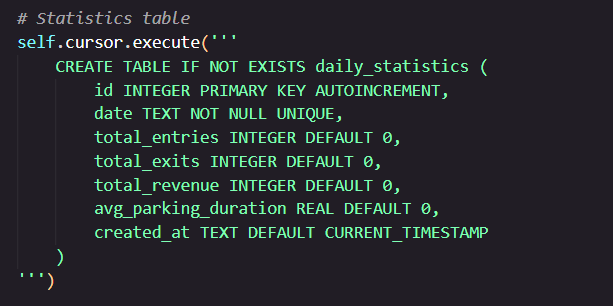 # Statistics table
self.cursor.execute('''
    CREATE TABLE IF NOT EXISTS daily_statistics (
        id INTEGER PRIMARY KEY AUTOINCREMENT,
        date TEXT NOT NULL UNIQUE,
        total_entries INTEGER DEFAULT 0,
        total_exits INTEGER DEFAULT 0,
        total_revenue INTEGER DEFAULT 0,
        avg_parking_duration REAL DEFAULT 0,
        created_at TEXT DEFAULT CURRENT_TIMESTAMP
    )
''')